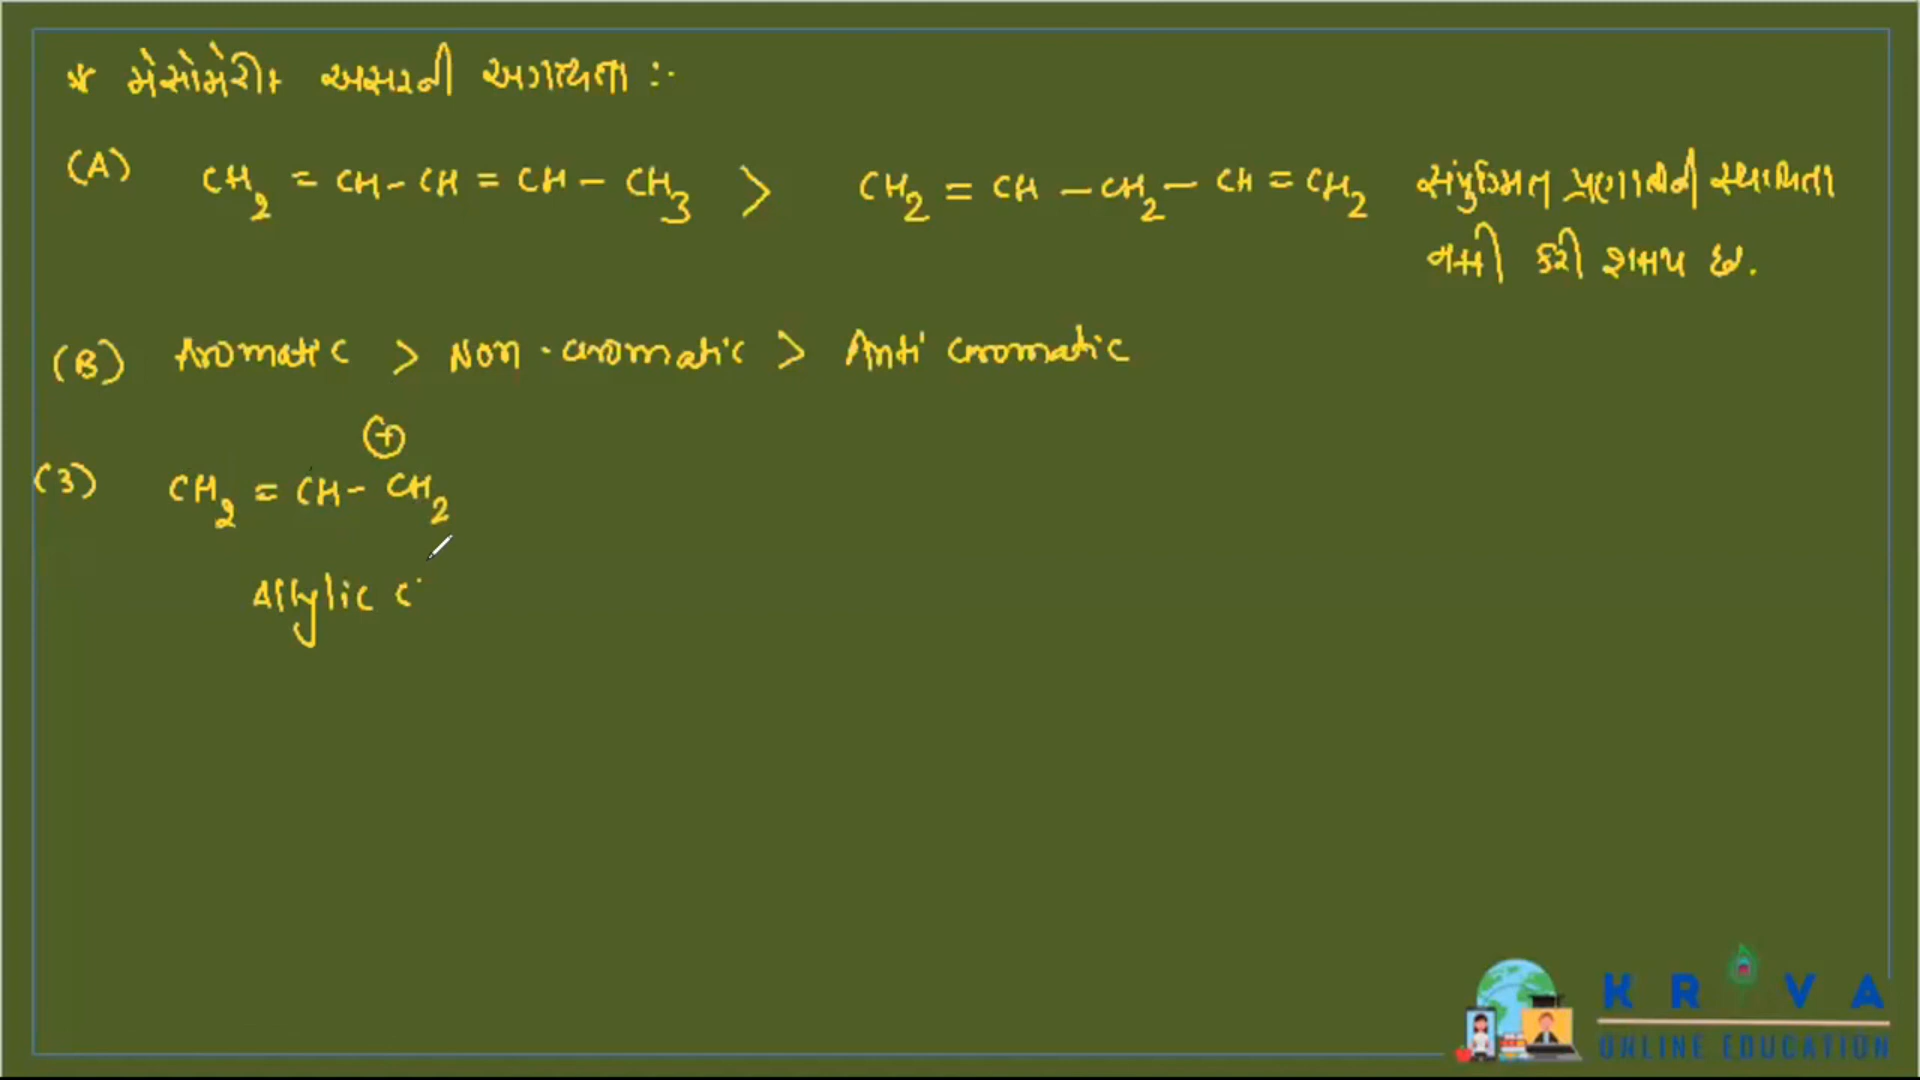 * મેસોમેરીક અસરની અગત્યતા :-
(A) CH₂ = CH - CH = CH - CH₃ > CH₂ = CH - CH₂ - CH = CH₂ સંયુગ્મિત પ્રણાલીની સ્થાયિતા
નક્કી કરી શકાય છે.
(B) Aromatic > Non-aromatic > Anti aromatic
(3) CH₂ = CH - CH₂ ⊕
Allylic c
KRIVA
ONLINE EDUCATION